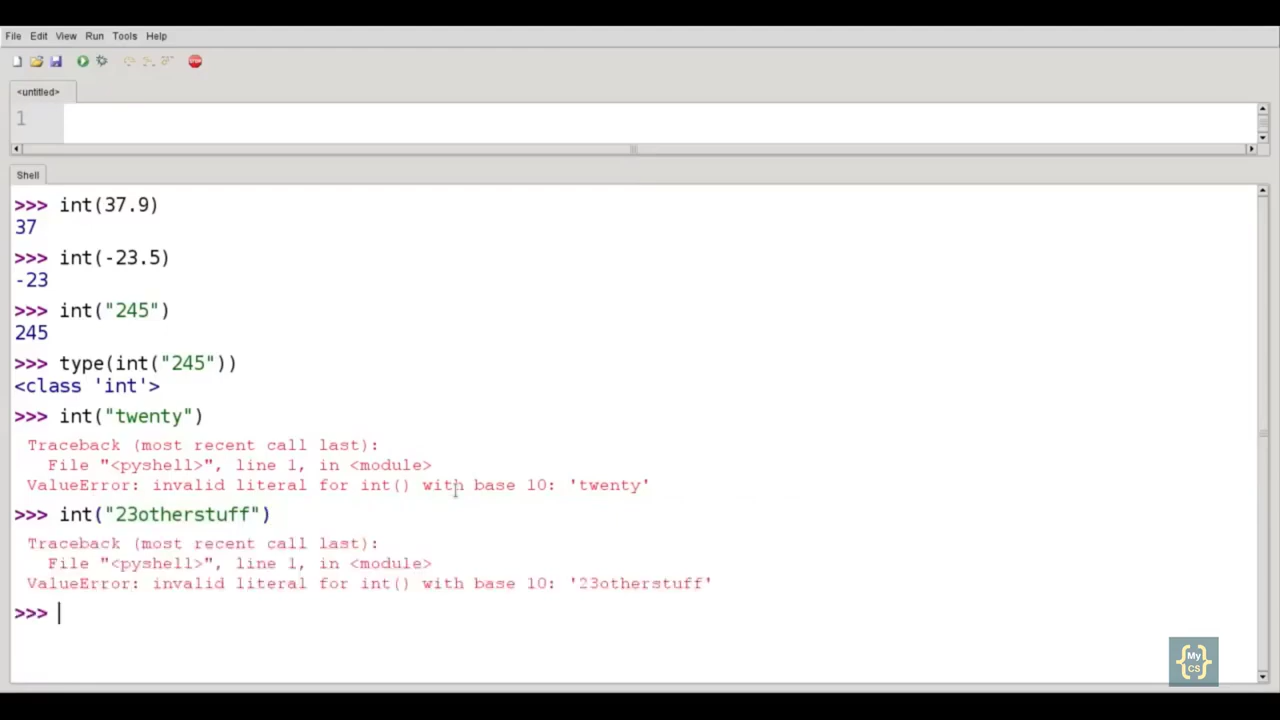 File Edit View Run Tools Help
STOP
<untitled>
1
Shell
>>> int(37.9)
37
>>> int(-23.5)
-23
>>> int("245")
245
>>> type(int("245"))
<class 'int'>
>>> int("twenty")
Traceback (most recent call last):
File "<pyshell>", line 1, in <module>
ValueError: invalid literal for int() with base 10: 'twenty'
>>> int("23otherstuff")
Traceback (most recent call last):
File "<pyshell>", line 1, in <module>
ValueError: invalid literal for int() with base 10: '23otherstuff'
>>>
{My
CS}